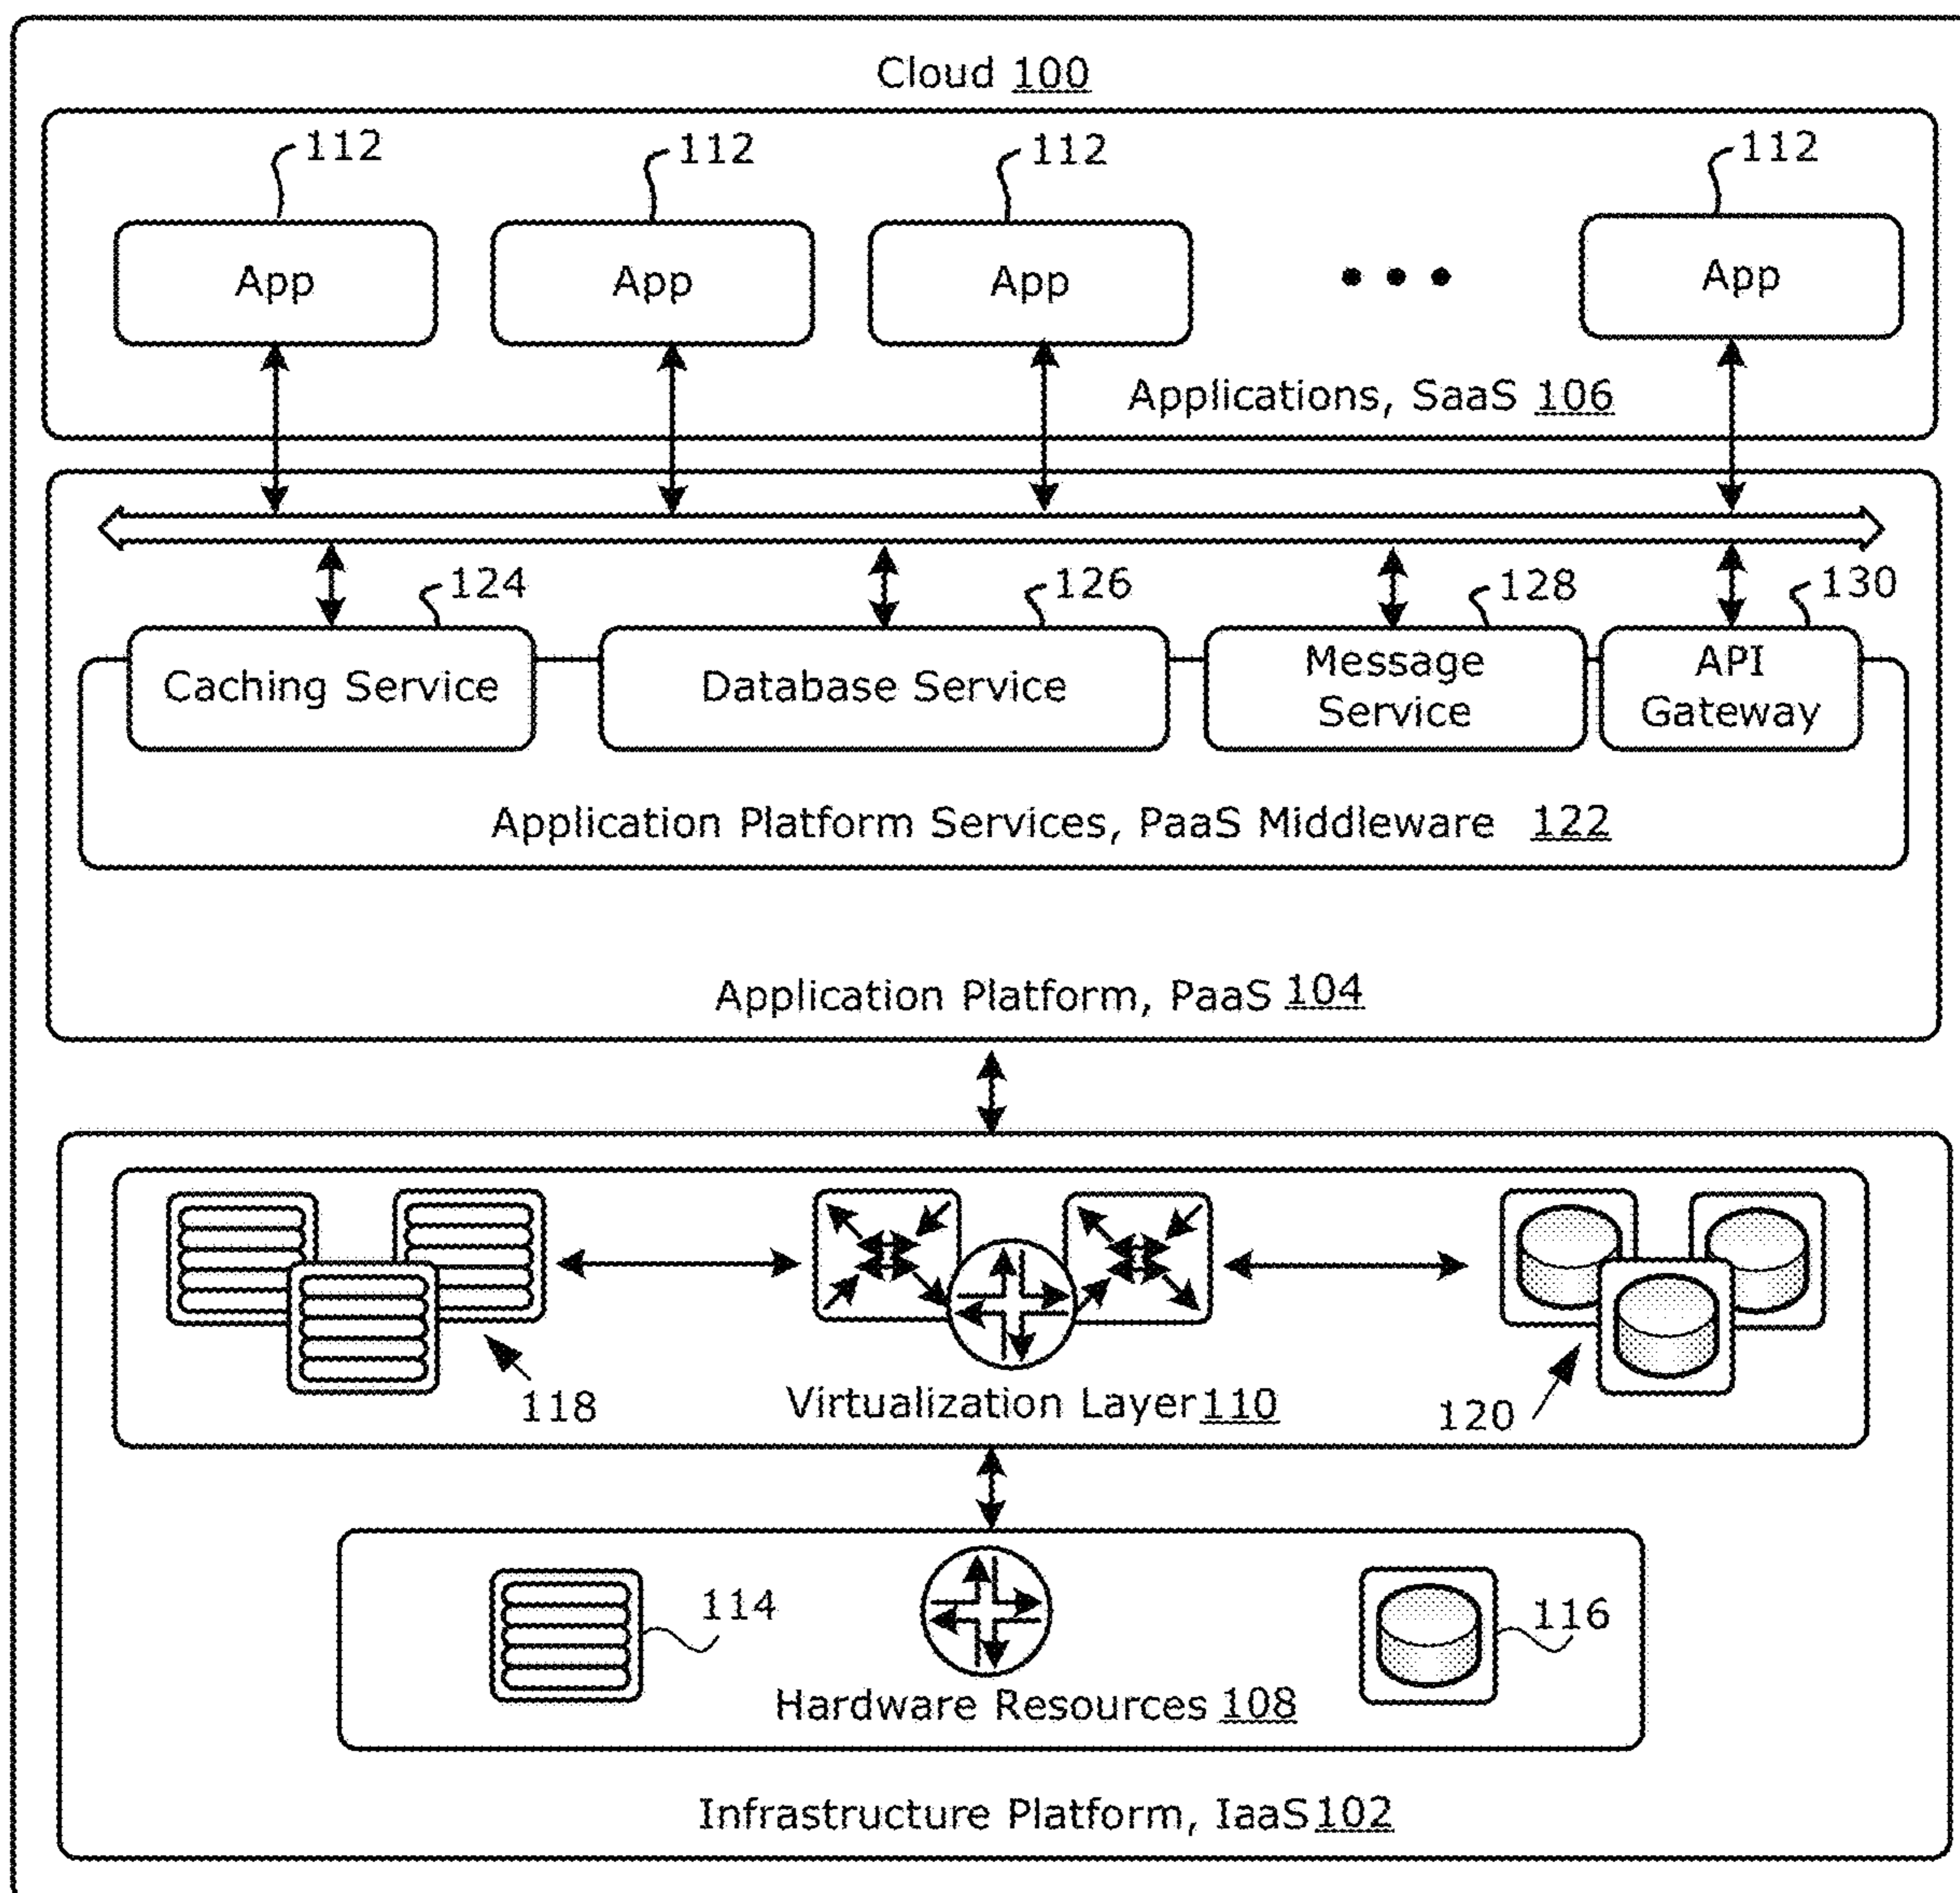 Cloud 100
112 112 112 112
App App App App
Applications, SaaS 106
124 126 128 130
Caching Service Database Service Message Service API Gateway
Application Platform Services, PaaS Middleware 122
Application Platform, PaaS 104
118 Virtualization Layer 110 120
114 116
Hardware Resources 108
Infrastructure Platform, IaaS 102